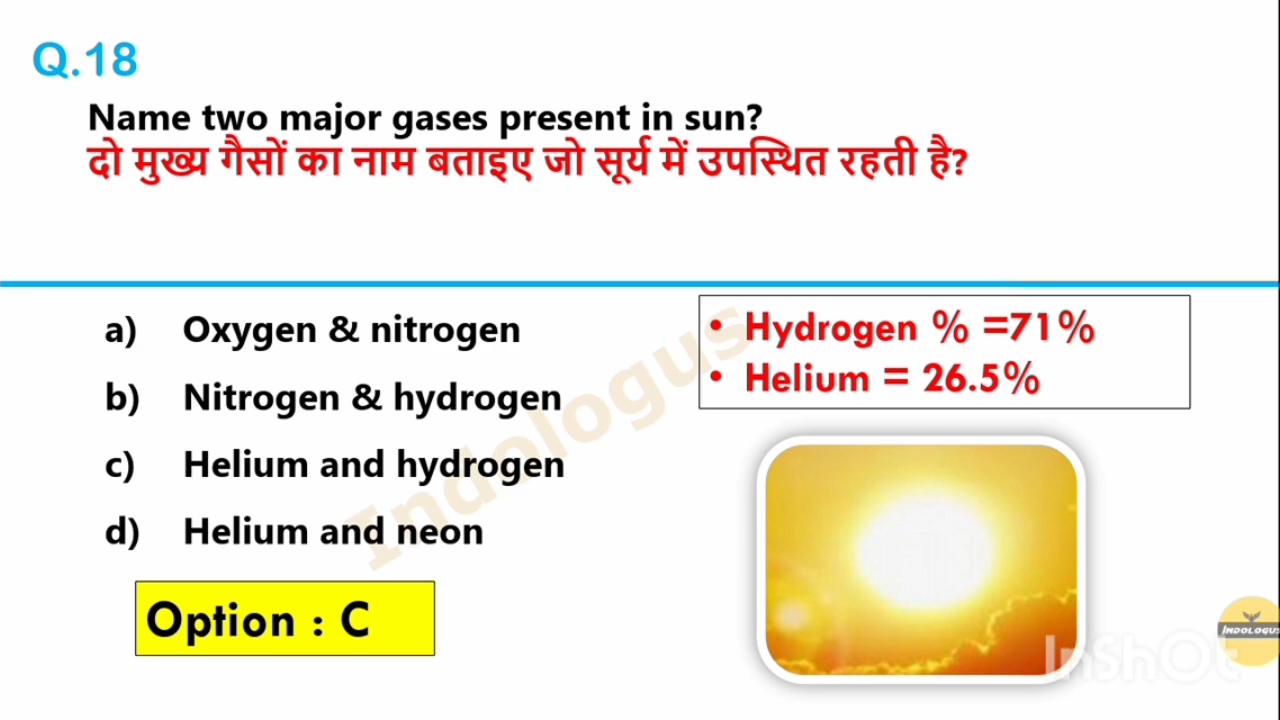 Q.18
Name two major gases present in sun?
दो मुख्य गैसों का नाम बताइए जो सूर्य में उपस्थित रहती है?
a) Oxygen & nitrogen
b) Nitrogen & hydrogen
c) Helium and hydrogen
d) Helium and neon
Option : C
• Hydrogen % =71%
• Helium = 26.5%
Indologus
INDOLOGUS
InShOt